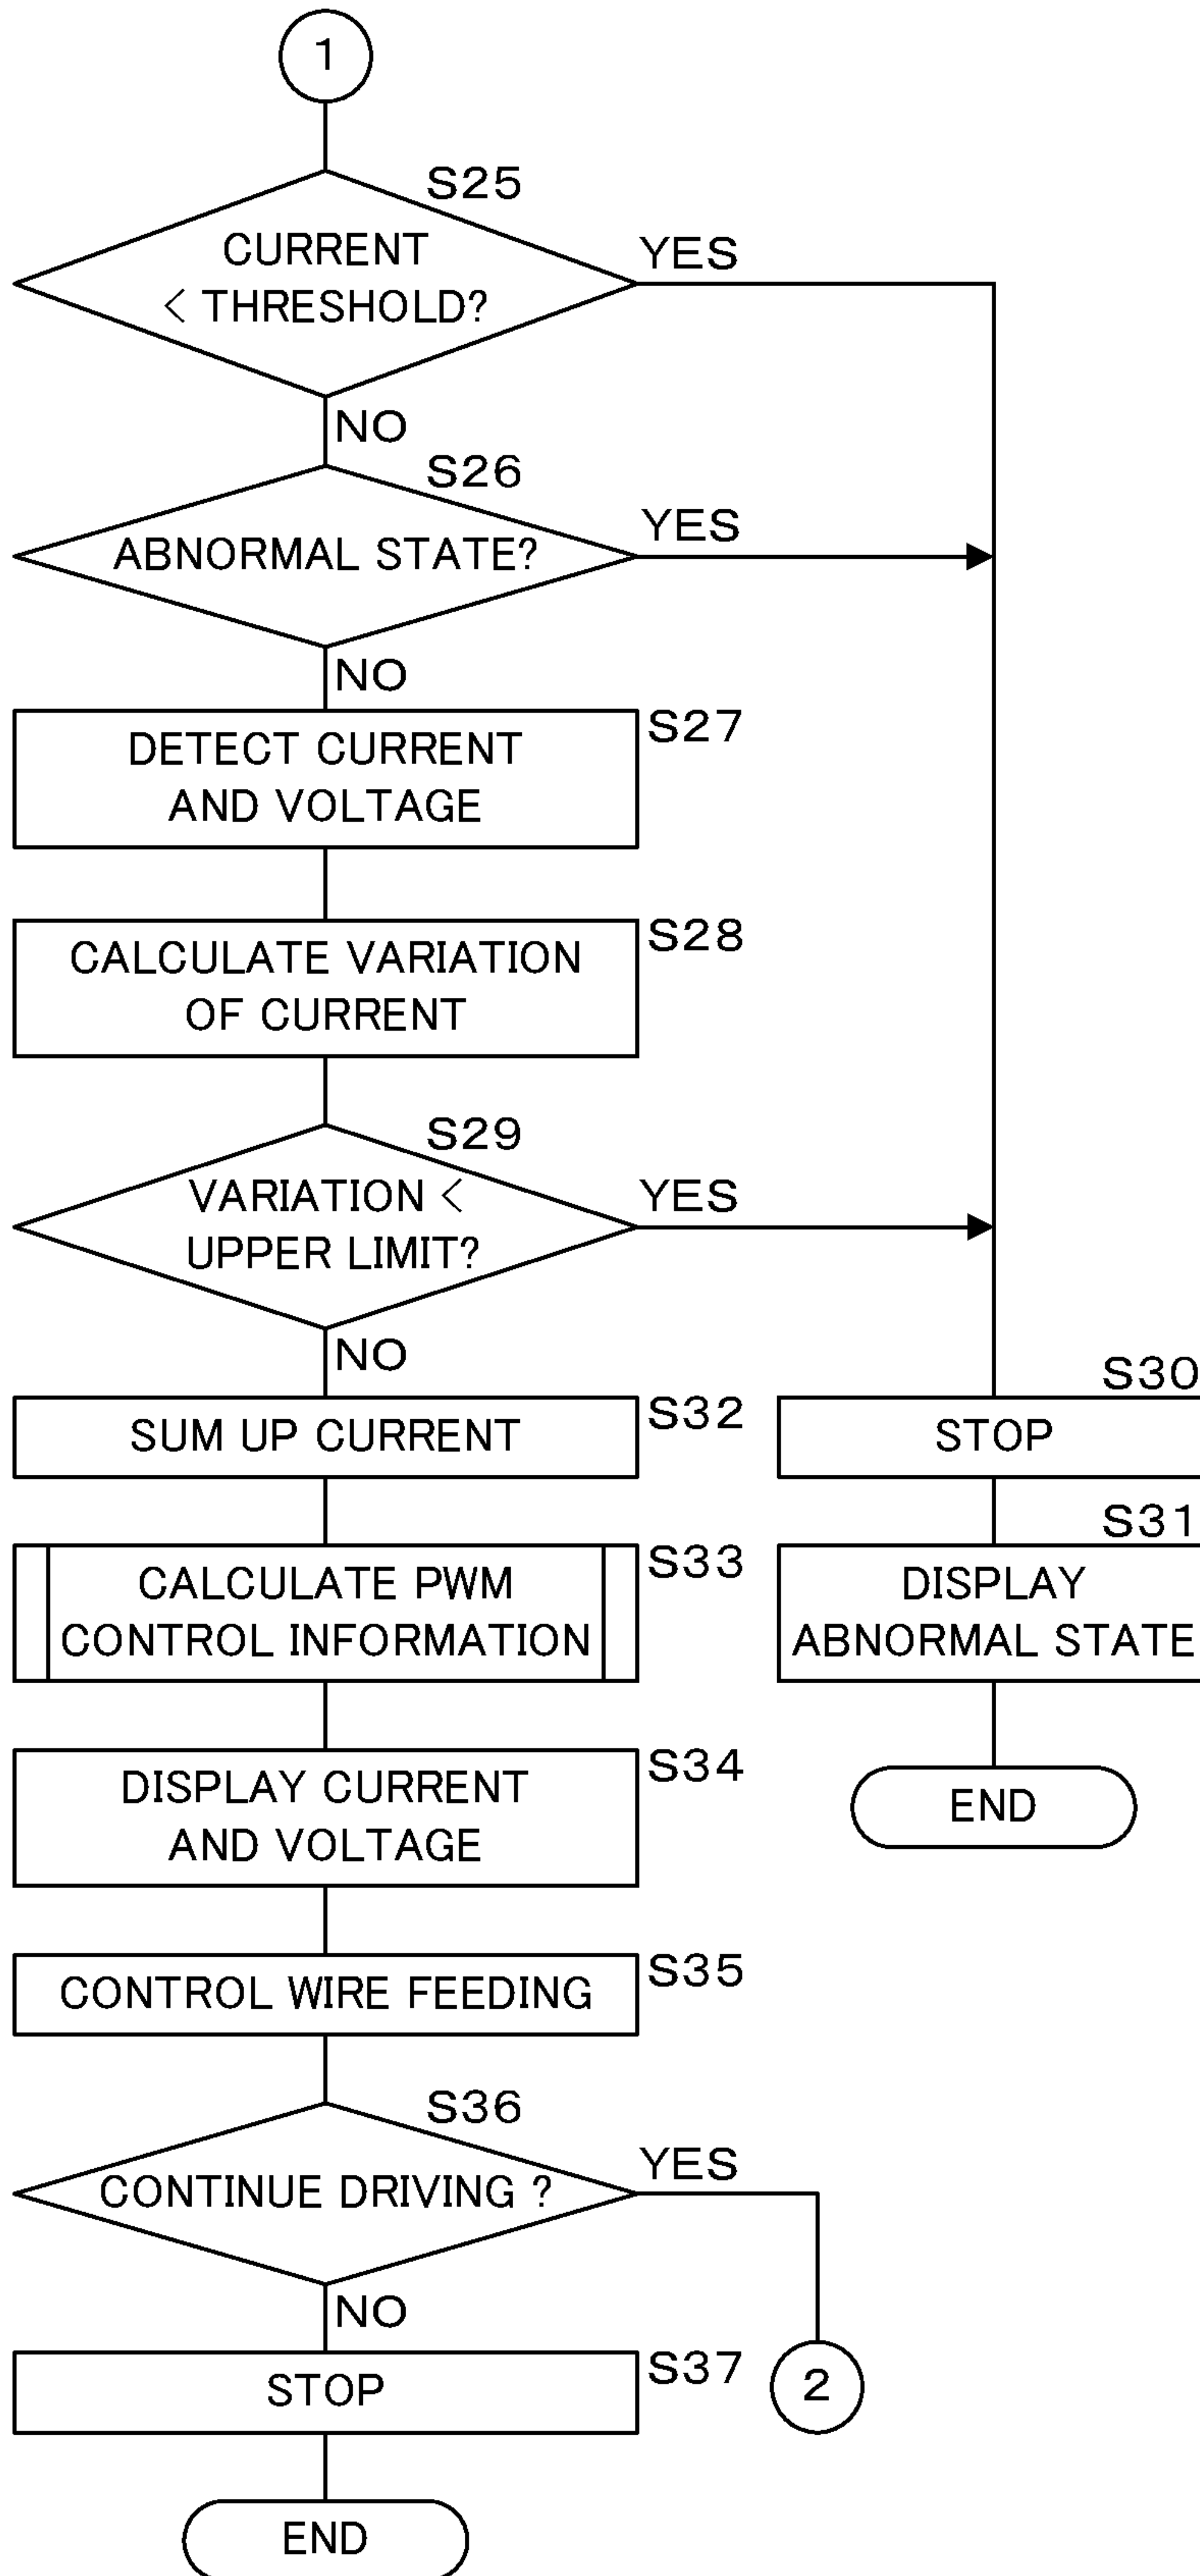 1
S25
CURRENT
< THRESHOLD?
YES
NO
S26
ABNORMAL STATE?
YES
NO
S27
DETECT CURRENT
AND VOLTAGE
S28
CALCULATE VARIATION
OF CURRENT
S29
VARIATION <
UPPER LIMIT?
YES
NO
S32
SUM UP CURRENT
S30
STOP
S31
DISPLAY
ABNORMAL STATE
END
S33
CALCULATE PWM
CONTROL INFORMATION
S34
DISPLAY CURRENT
AND VOLTAGE
S35
CONTROL WIRE FEEDING
S36
CONTINUE DRIVING ?
YES
NO
2
S37
STOP
END